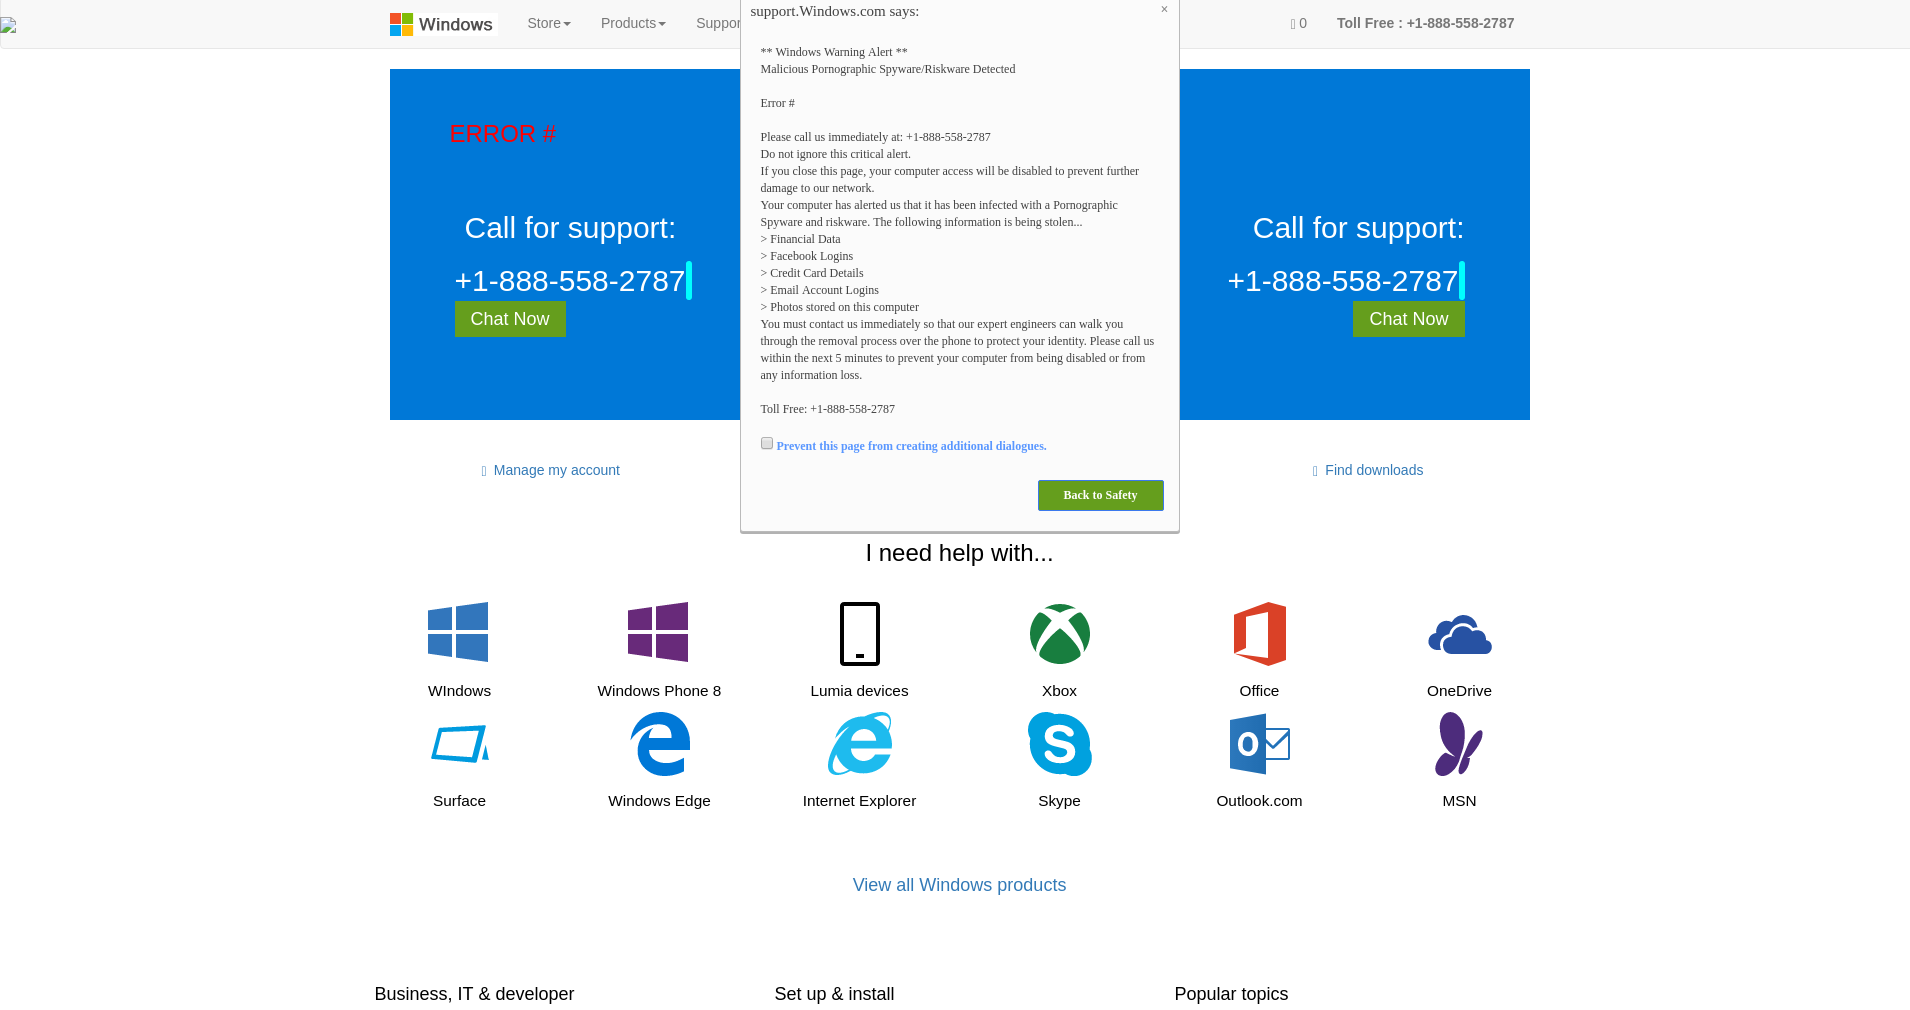 Windows
Store
Products
Suppor
support.Windows.com says:
×
0
Toll Free : +1-888-558-2787
** Windows Warning Alert **
Malicious Pornographic Spyware/Riskware Detected
Error #
Please call us immediately at: +1-888-558-2787
Do not ignore this critical alert.
If you close this page, your computer access will be disabled to prevent further
damage to our network.
Your computer has alerted us that it has been infected with a Pornographic
Spyware and riskware. The following information is being stolen...
> Financial Data
> Facebook Logins
> Credit Card Details
> Email Account Logins
> Photos stored on this computer
You must contact us immediately so that our expert engineers can walk you
through the removal process over the phone to protect your identity. Please call us
within the next 5 minutes to prevent your computer from being disabled or from
any information loss.
Toll Free: +1-888-558-2787
Prevent this page from creating additional dialogues.
Back to Safety
ERROR #
Call for support:
+1-888-558-2787
Chat Now
Call for support:
+1-888-558-2787
Chat Now
Manage my account
Find downloads
I need help with...
WIndows
Windows Phone 8
Lumia devices
Xbox
Office
OneDrive
Surface
Windows Edge
Internet Explorer
Skype
Outlook.com
MSN
View all Windows products
Business, IT & developer
Set up & install
Popular topics